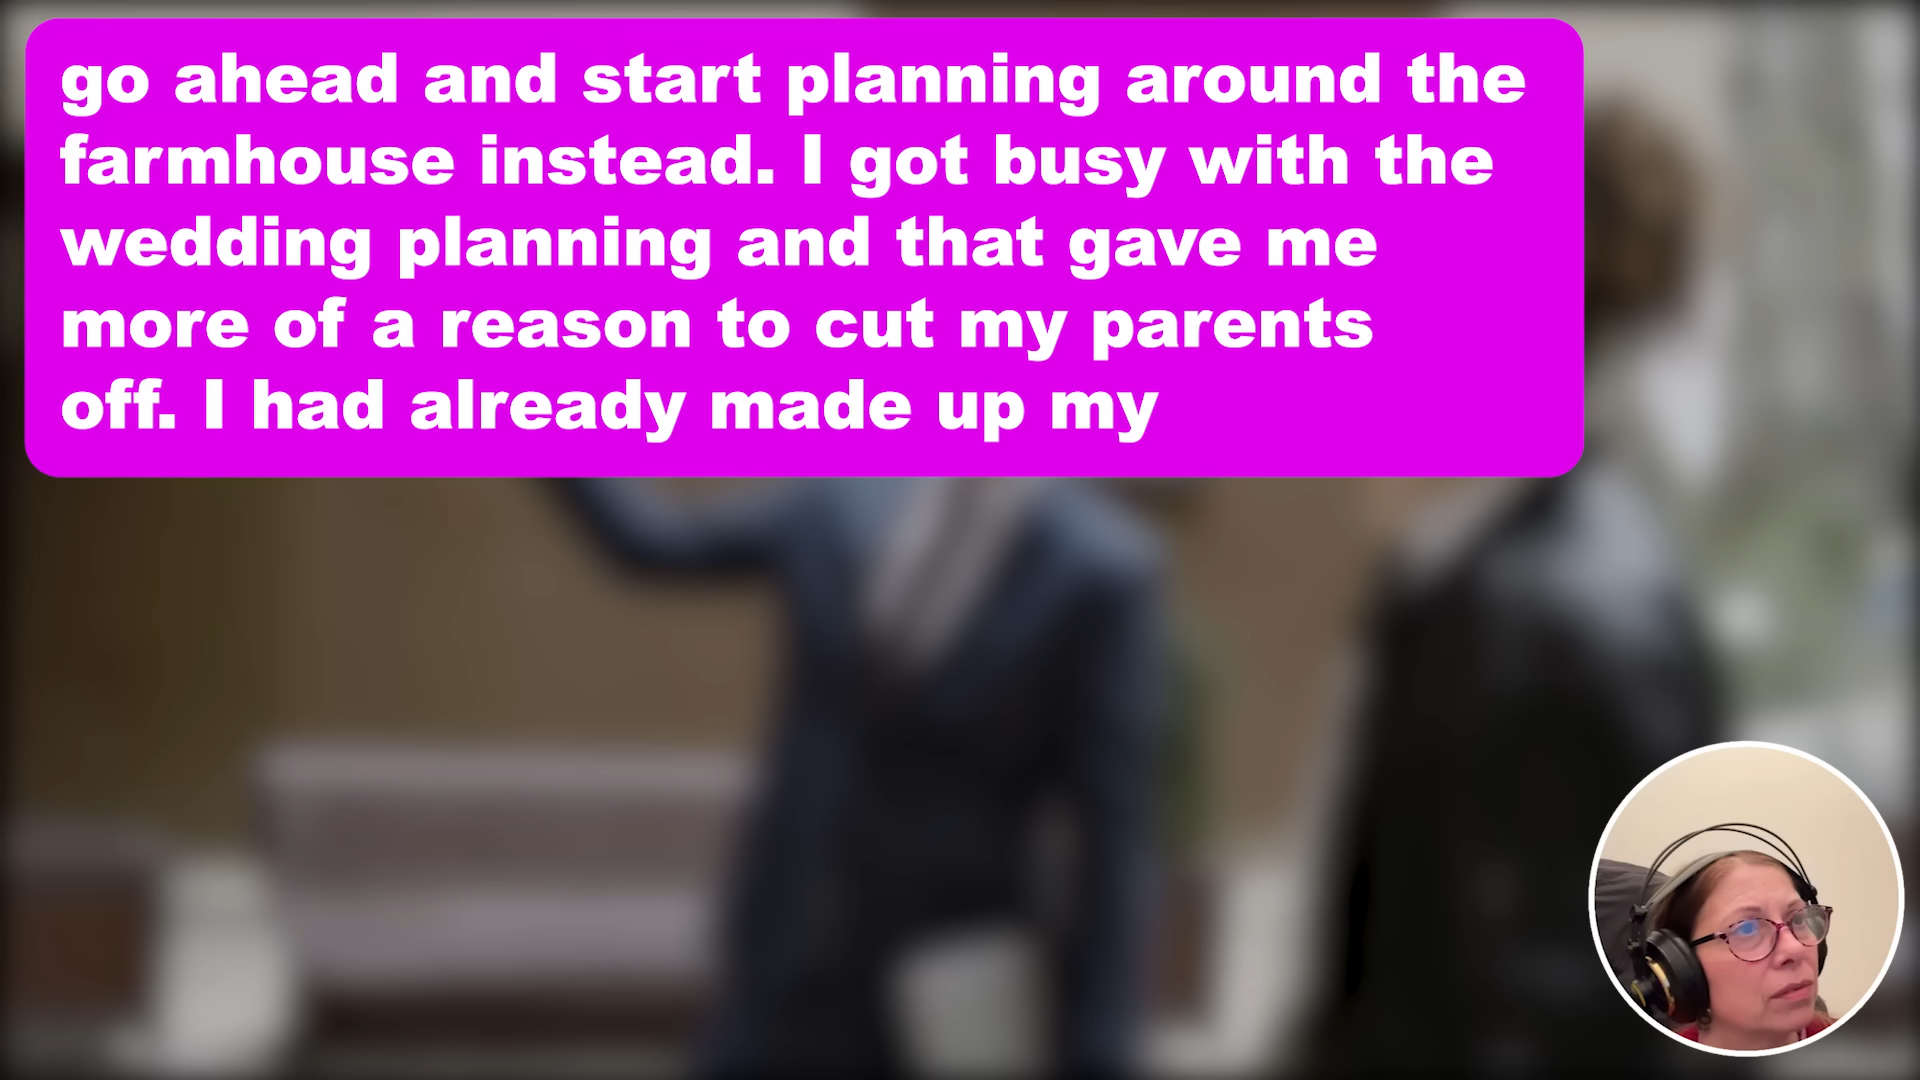 go ahead and start planning around the
farmhouse instead. I got busy with the
wedding planning and that gave me
more of a reason to cut my parents
off. I had already made up my